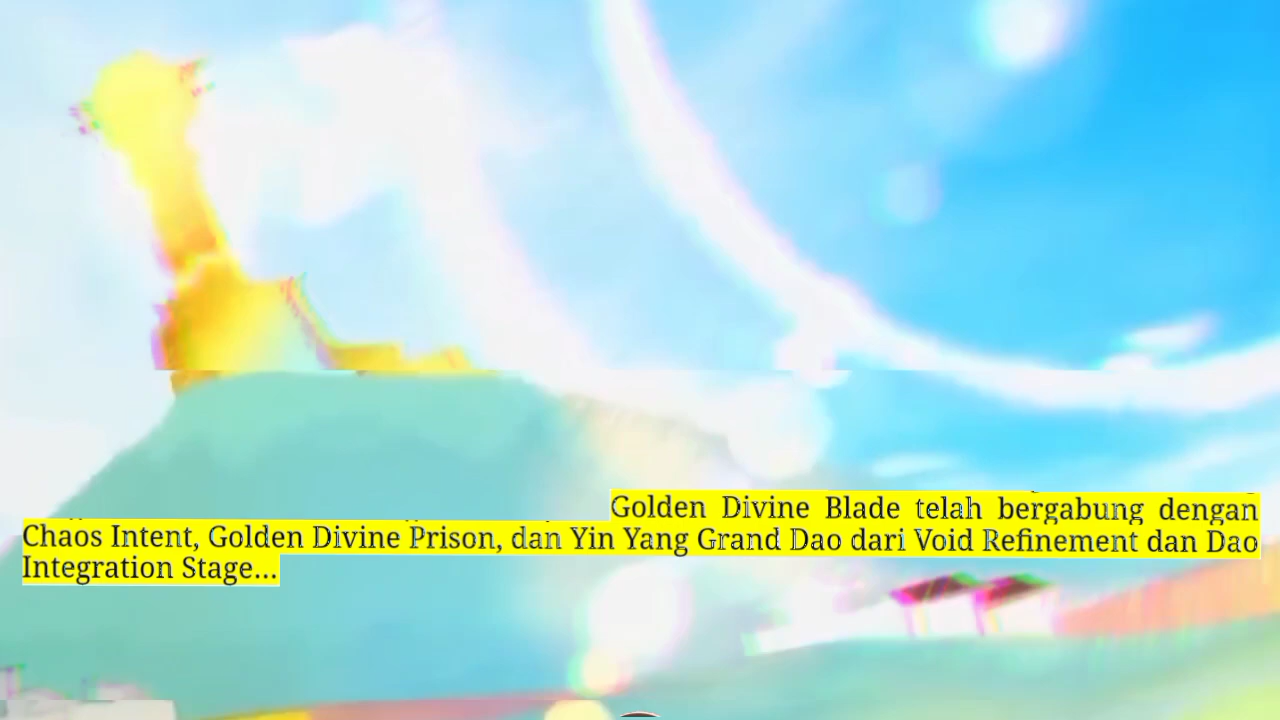 Golden Divine Blade telah bergabung dengan
Chaos Intent, Golden Divine Prison, dan Yin Yang Grand Dao dari Void Refinement dan Dao
Integration Stage...